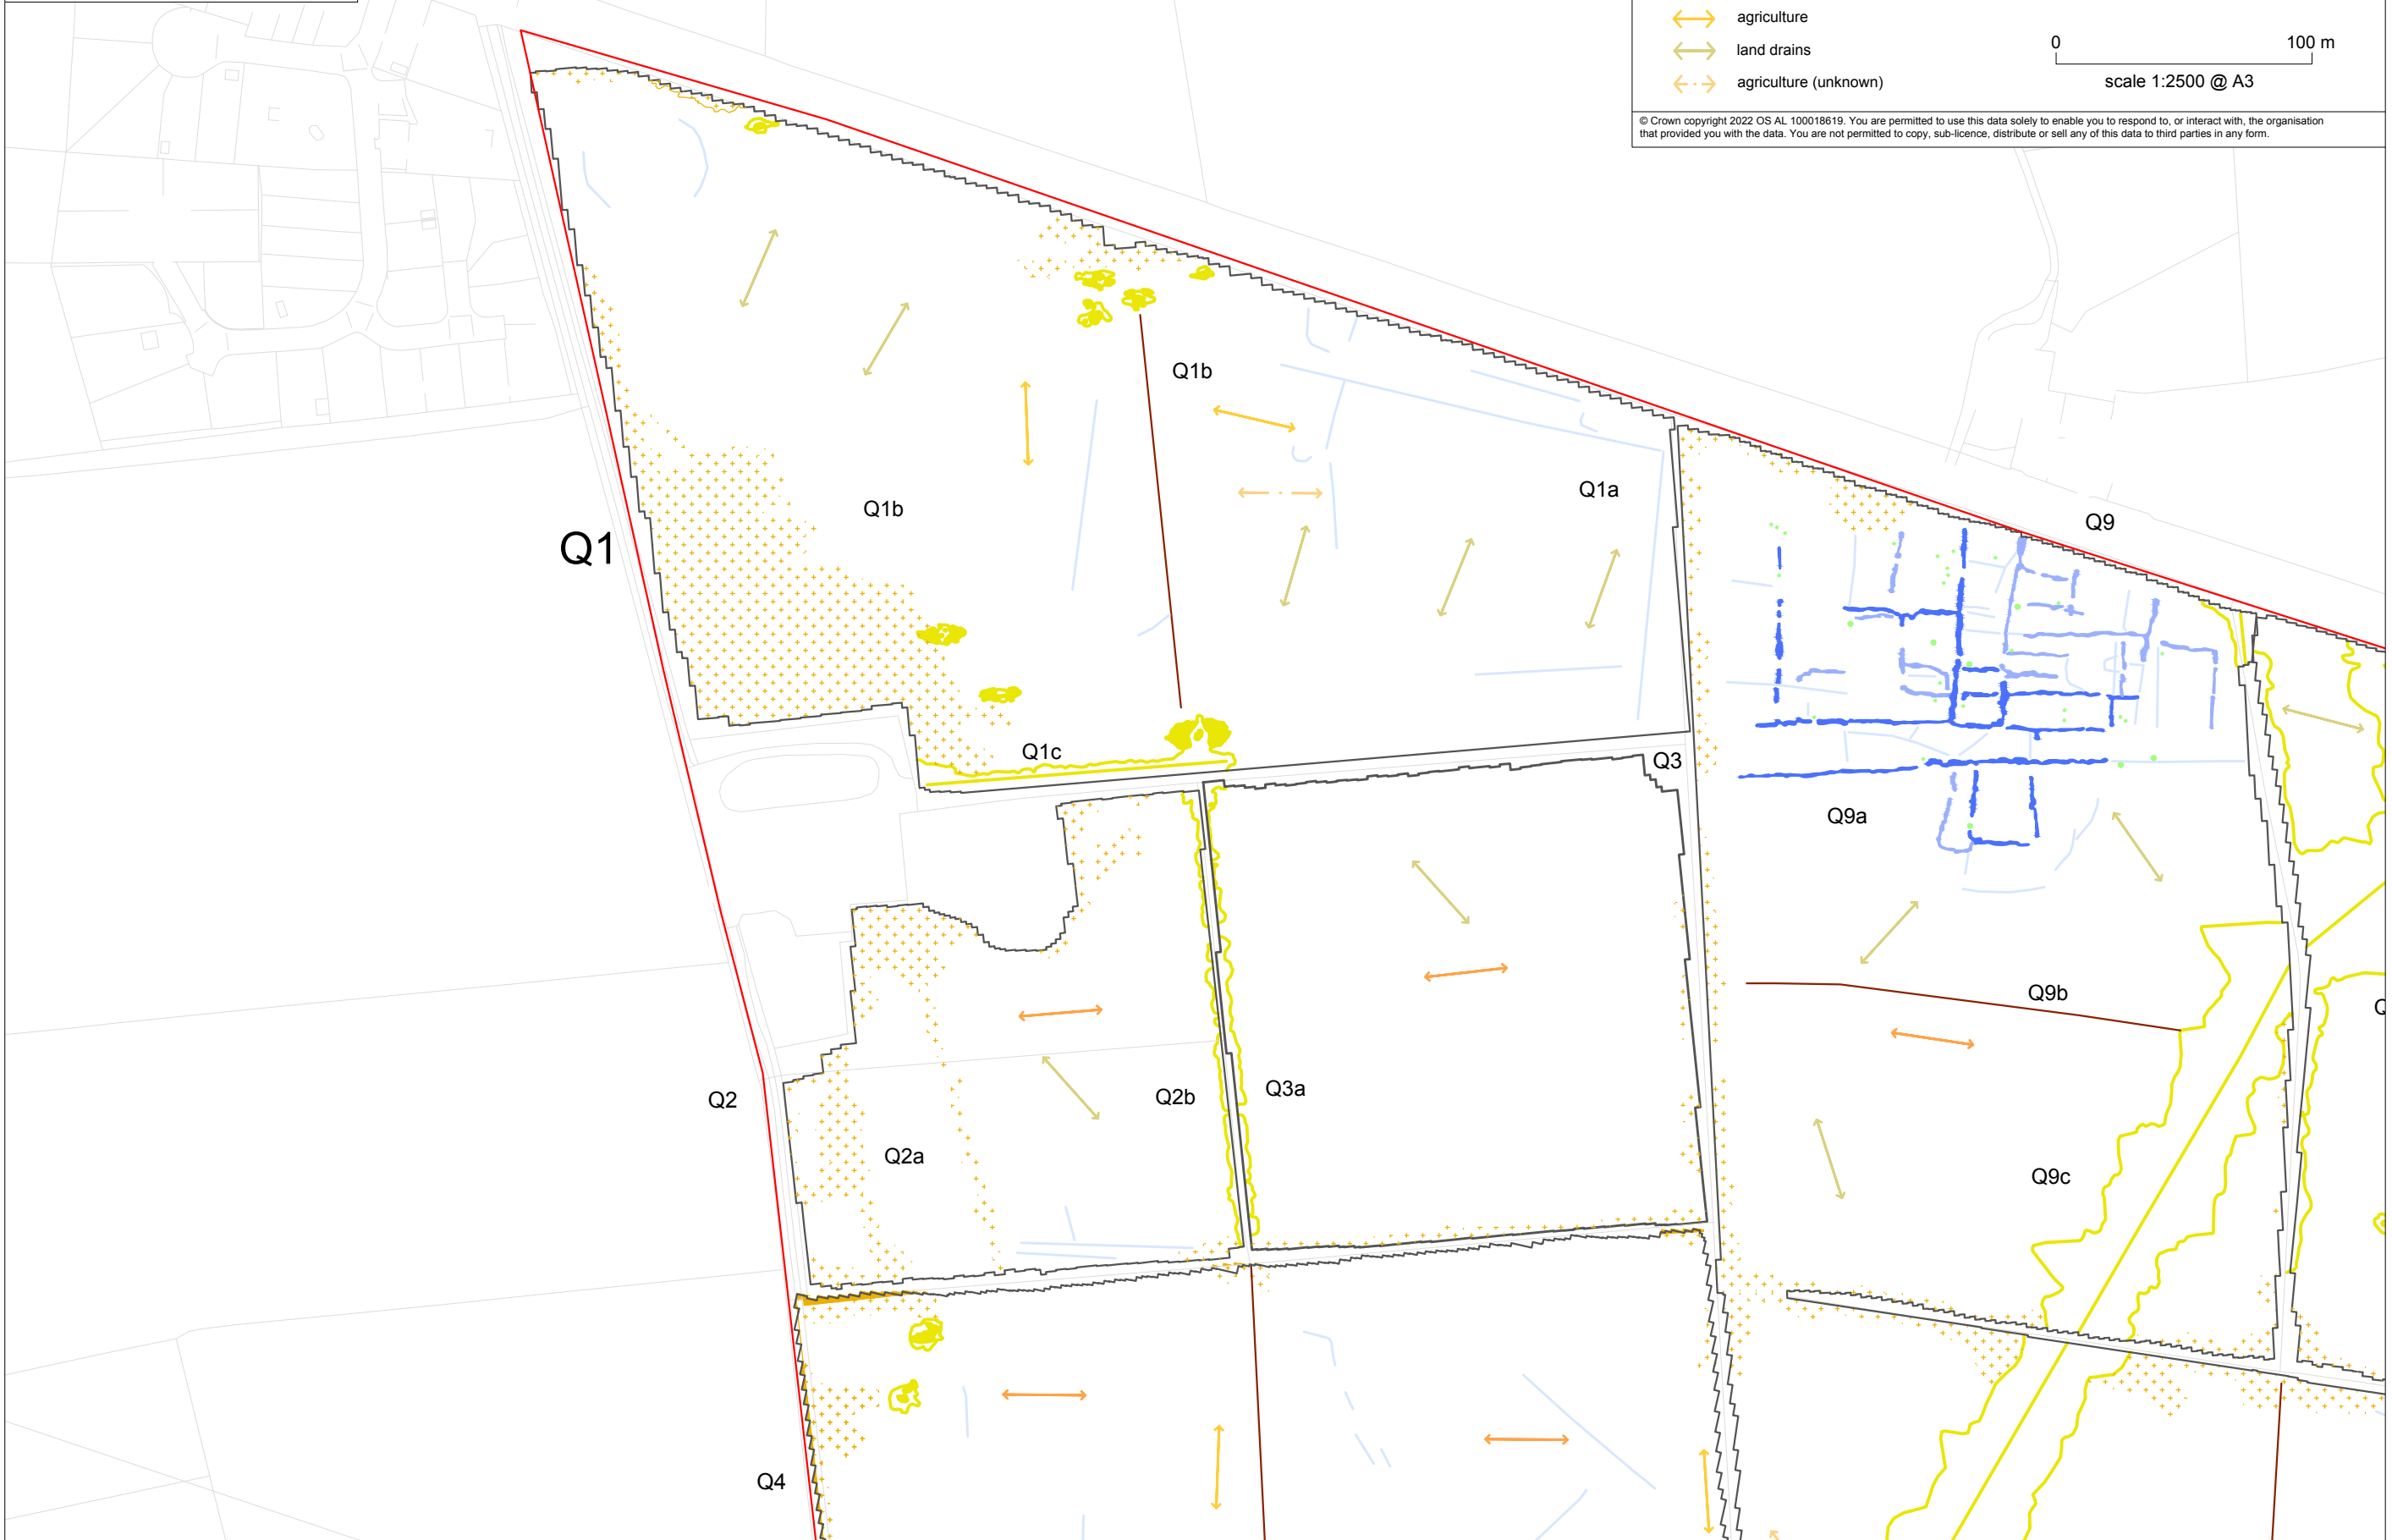 agriculture
land drains
agriculture (unknown)
0 100 m
scale 1:2500 @ A3
© Crown copyright 2022 OS AL 100018619. You are permitted to use this data solely to enable you to respond to, or interact with, the organisation
that provided you with the data. You are not permitted to copy, sub-licence, distribute or sell any of this data to third parties in any form.
Q1b
Q1a
Q1b
Q9
Q1
Q1c
Q3
Q9a
Q9b
Q
Q3a
Q2b
Q2
Q2a
Q9c
Q4